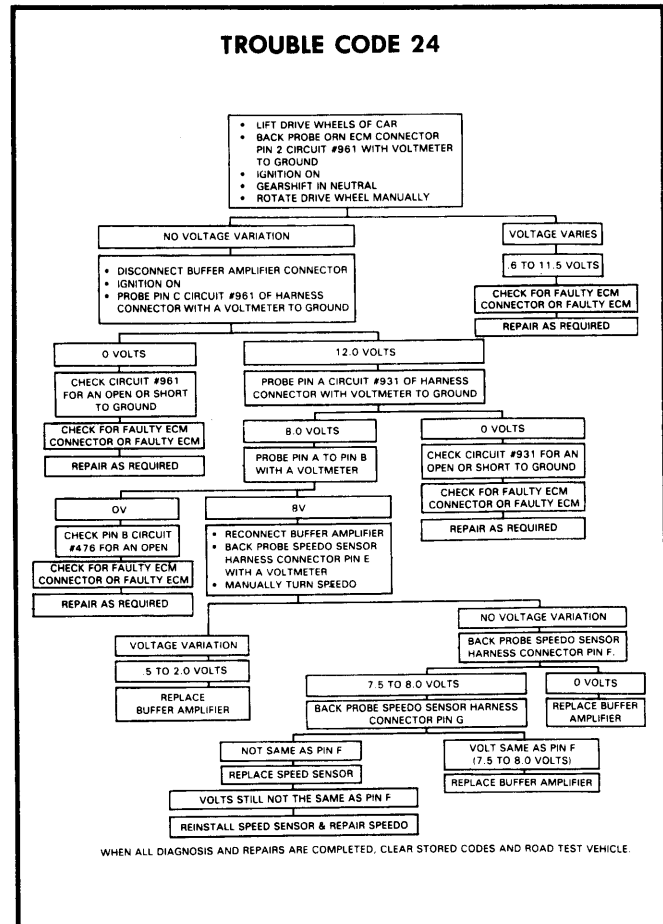 TROUBLE CODE 24
• LIFT DRIVE WHEELS OF CAR
• BACK PROBE ORN ECM CONNECTOR
PIN 2 CIRCUIT #961 WITH VOLTMETER
TO GROUND
• IGNITION ON
• GEARSHIFT IN NEUTRAL
• ROTATE DRIVE WHEEL MANUALLY
NO VOLTAGE VARIATION
VOLTAGE VARIES
• DISCONNECT BUFFER AMPLIFIER CONNECTOR
• IGNITION ON
• PROBE PIN C CIRCUIT #961 OF HARNESS
CONNECTOR WITH A VOLTMETER TO GROUND
.6 TO 11.5 VOLTS
CHECK FOR FAULTY ECM
CONNECTOR OR FAULTY ECM
REPAIR AS REQUIRED
0 VOLTS
12.0 VOLTS
CHECK CIRCUIT #961
FOR AN OPEN OR SHORT
TO GROUND
CHECK FOR FAULTY ECM
CONNECTOR OR FAULTY ECM
REPAIR AS REQUIRED
PROBE PIN A CIRCUIT #931 OF HARNESS
CONNECTOR WITH VOLTMETER TO GROUND
8.0 VOLTS
0 VOLTS
PROBE PIN A TO PIN B
WITH A VOLTMETER
CHECK CIRCUIT #931 FOR AN
OPEN OR SHORT TO GROUND
CHECK FOR FAULTY ECM
CONNECTOR OR FAULTY ECM
REPAIR AS REQUIRED
0V
8V
CHECK PIN B CIRCUIT
#476 FOR AN OPEN
CHECK FOR FAULTY ECM
CONNECTOR OR FAULTY ECM
REPAIR AS REQUIRED
• RECONNECT BUFFER AMPLIFIER
• BACK PROBE SPEEDO SENSOR
HARNESS CONNECTOR PIN E
WITH A VOLTMETER
• MANUALLY TURN SPEEDO
VOLTAGE VARIATION
.5 TO 2.0 VOLTS
REPLACE
BUFFER AMPLIFIER
NO VOLTAGE VARIATION
BACK PROBE SPEEDO SENSOR
HARNESS CONNECTOR PIN F.
7.5 TO 8.0 VOLTS
0 VOLTS
BACK PROBE SPEEDO SENSOR HARNESS
CONNECTOR PIN G
REPLACE BUFFER
AMPLIFIER
NOT SAME AS PIN F
VOLT SAME AS PIN F
(7.5 TO 8.0 VOLTS)
REPLACE SPEED SENSOR
REPLACE BUFFER AMPLIFIER
VOLTS STILL NOT THE SAME AS PIN F
REINSTALL SPEED SENSOR & REPAIR SPEEDO
WHEN ALL DIAGNOSIS AND REPAIRS ARE COMPLETED, CLEAR STORED CODES AND ROAD TEST VEHICLE.